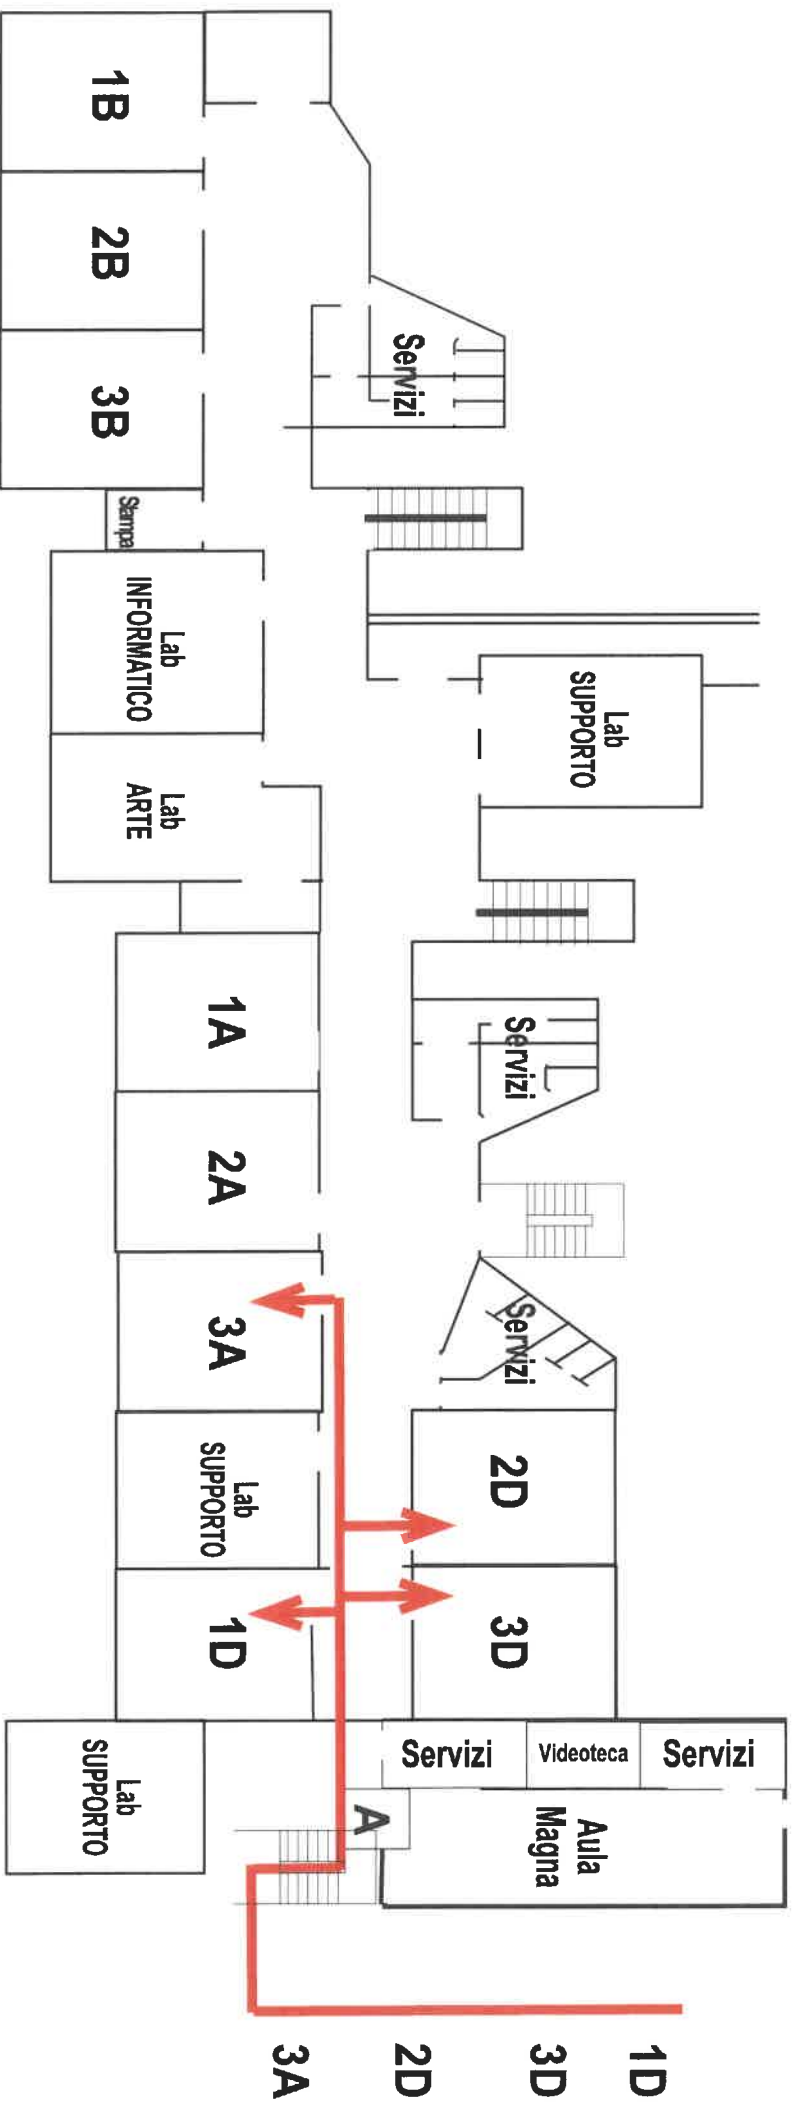 1B
2B
3B
Servizi
Stampa
Lab
INFORMATICO
Lab
ARTE
Lab
SUPPORTO
1A
2A
3A
Servizi
Servizi
Lab
SUPPORTO
2D
3D
1D
Lab
SUPPORTO
Servizi
Videoteca
Servizi
A
Aula
Magna
1D
3D
2D
3A